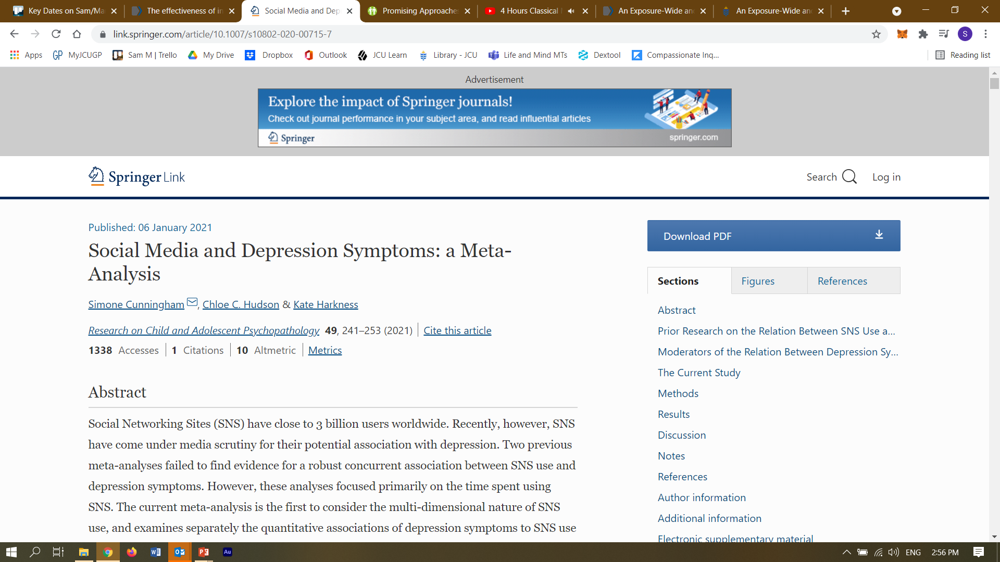 Key Dates on Sam/Ma
The effectiveness of in
Social Media and Dep
Promising Approaches
4 Hours Classical
An Exposure-Wide an
An Exposure-Wide an
link.springer.com/article/10.1007/s10802-020-00715-7
S
Apps
GP MyJCUGP
Sam M | Trello
My Drive
Dropbox
Outlook
JCU Learn
Library - JCU
Life and Mind MTs
Dextool
Compassionate Inq...
Reading list
Advertisement
Explore the impact of Springer journals!
Check out journal performance in your subject area, and read influential articles
Springer
springer.com
Springer Link
Search
Log in
Published: 06 January 2021
Social Media and Depression Symptoms: a Meta-
Analysis
Simone Cunningham, Chloe C. Hudson & Kate Harkness
Research on Child and Adolescent Psychopathology 49, 241–253 (2021) | Cite this article
1338 Accesses | 1 Citations | 10 Altmetric | Metrics
Abstract
Social Networking Sites (SNS) have close to 3 billion users worldwide. Recently, however, SNS
have come under media scrutiny for their potential association with depression. Two previous
meta-analyses failed to find evidence for a robust concurrent association between SNS use and
depression symptoms. However, these analyses focused primarily on the time spent using
SNS. The current meta-analysis is the first to consider the multi-dimensional nature of SNS
use, and examines separately the quantitative associations of depression symptoms to SNS use
Download PDF
Sections
Figures
References
Abstract
Prior Research on the Relation Between SNS Use a...
Moderators of the Relation Between Depression Sy...
The Current Study
Methods
Results
Discussion
Notes
References
Author information
Additional information
Electronic supplementary material
Au
ENG
2:56 PM